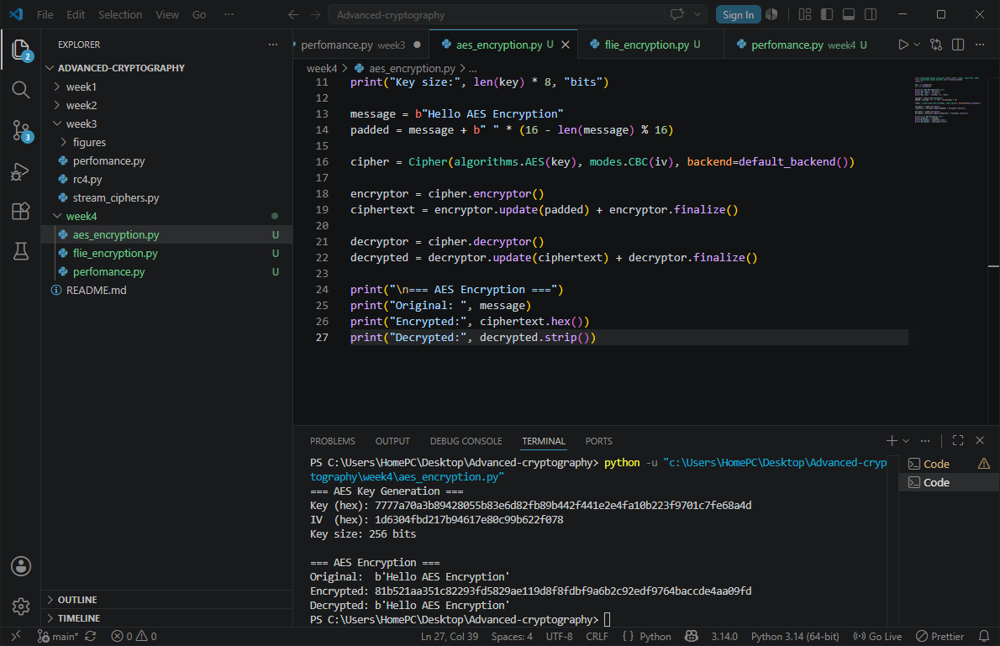 File Edit Selection View Go ··· Advanced-cryptography Sign In
EXPLORER ···
ADVANCED-CRYPTOGRAPHY
week1
week2
week3
figures
perfomance.py
rc4.py
stream_ciphers.py
week4
aes_encryption.py U
flie_encryption.py U
perfomance.py U
README.md
OUTLINE
TIMELINE
2
3
perfomance.py week3 ● aes_encryption.py U flie_encryption.py U perfomance.py week4 U
week4 > aes_encryption.py > ...
11 print("Key size:", len(key) * 8, "bits")
12
13 message = b"Hello AES Encryption"
14 padded = message + b" " * (16 - len(message) % 16)
15
16 cipher = Cipher(algorithms.AES(key), modes.CBC(iv), backend=default_backend())
17
18 encryptor = cipher.encryptor()
19 ciphertext = encryptor.update(padded) + encryptor.finalize()
20
21 decryptor = cipher.decryptor()
22 decrypted = decryptor.update(ciphertext) + decryptor.finalize()
23
24 print("\n=== AES Encryption ===")
25 print("Original: ", message)
26 print("Encrypted:", ciphertext.hex())
27 print("Decrypted:", decrypted.strip())
PROBLEMS OUTPUT DEBUG CONSOLE TERMINAL PORTS
PS C:\Users\HomePC\Desktop\Advanced-cryptography> python -u "c:\Users\HomePC\Desktop\Advanced-cryp
tography\week4\aes_encryption.py"
=== AES Key Generation ===
Key (hex): 7777a70a3b89428055b83e6d82fb89b442f441e2e4fa10b223f9701c7fe68a4d
IV  (hex): 1d6304fbd217b94617e80c99b622f078
Key size: 256 bits
=== AES Encryption ===
Original:  b'Hello AES Encryption'
Encrypted: 81b521aa351c82293fd5829ae119d8f8fdbf9a6b2c92edf9764baccde4aa09fd
Decrypted: b'Hello AES Encryption'
PS C:\Users\HomePC\Desktop\Advanced-cryptography>
Code
Code
main* 0 0 Ln 27, Col 39 Spaces: 4 UTF-8 CRLF {} Python 3.14.0 Python 3.14 (64-bit) Go Live Prettier